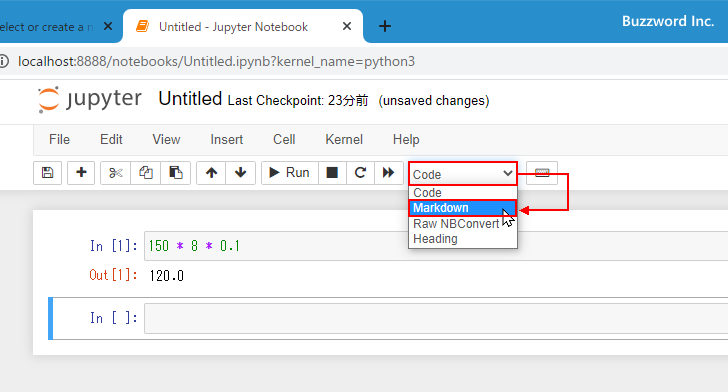 Buzzword Inc.
elect or create a n
Untitled - Jupyter Notebook
localhost:8888/notebooks/Untitled.ipynb?kernel_name=python3
jupyter Untitled Last Checkpoint: 23分前 (unsaved changes)
File Edit View Insert Cell Kernel Help
Run Code
Code
Markdown
Raw NBConvert
Heading
In [1]: 150 * 8 * 0.1
Out[1]: 120.0
In [ ]: